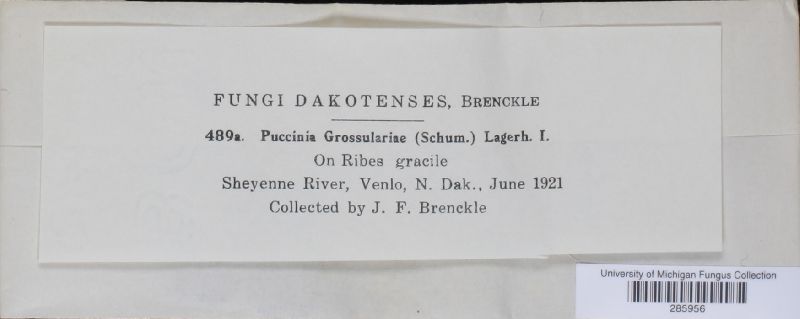 FUNGI DAKOTENSES, BRENCKLE
489a. Puccinia Grossulariae (Schum.) Lagerh. I.
On Ribes gracile
Sheyenne River, Venlo, N. Dak., June 1921
Collected by J. F. Brenckle
University of Michigan Fungus Collection
285956